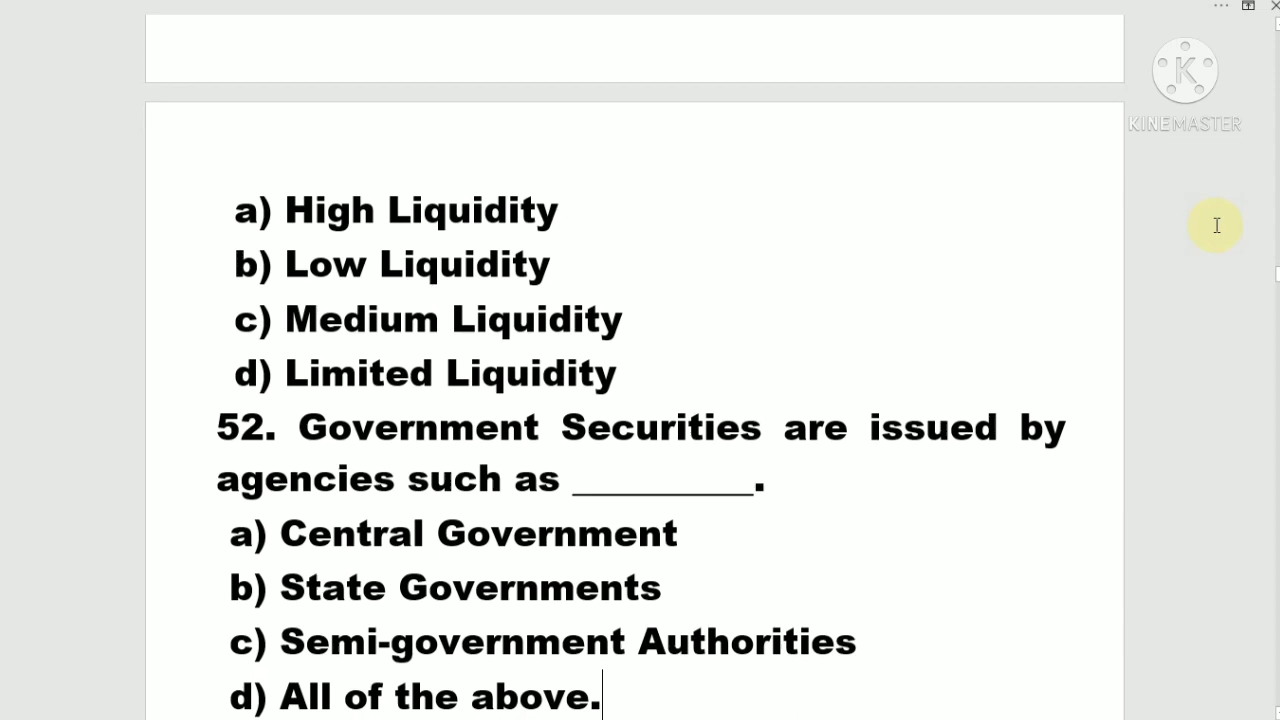 KINEMASTER
a) High Liquidity
b) Low Liquidity
c) Medium Liquidity
d) Limited Liquidity
52. Government Securities are issued by
agencies such as __________.
a) Central Government
b) State Governments
c) Semi-government Authorities
d) All of the above.